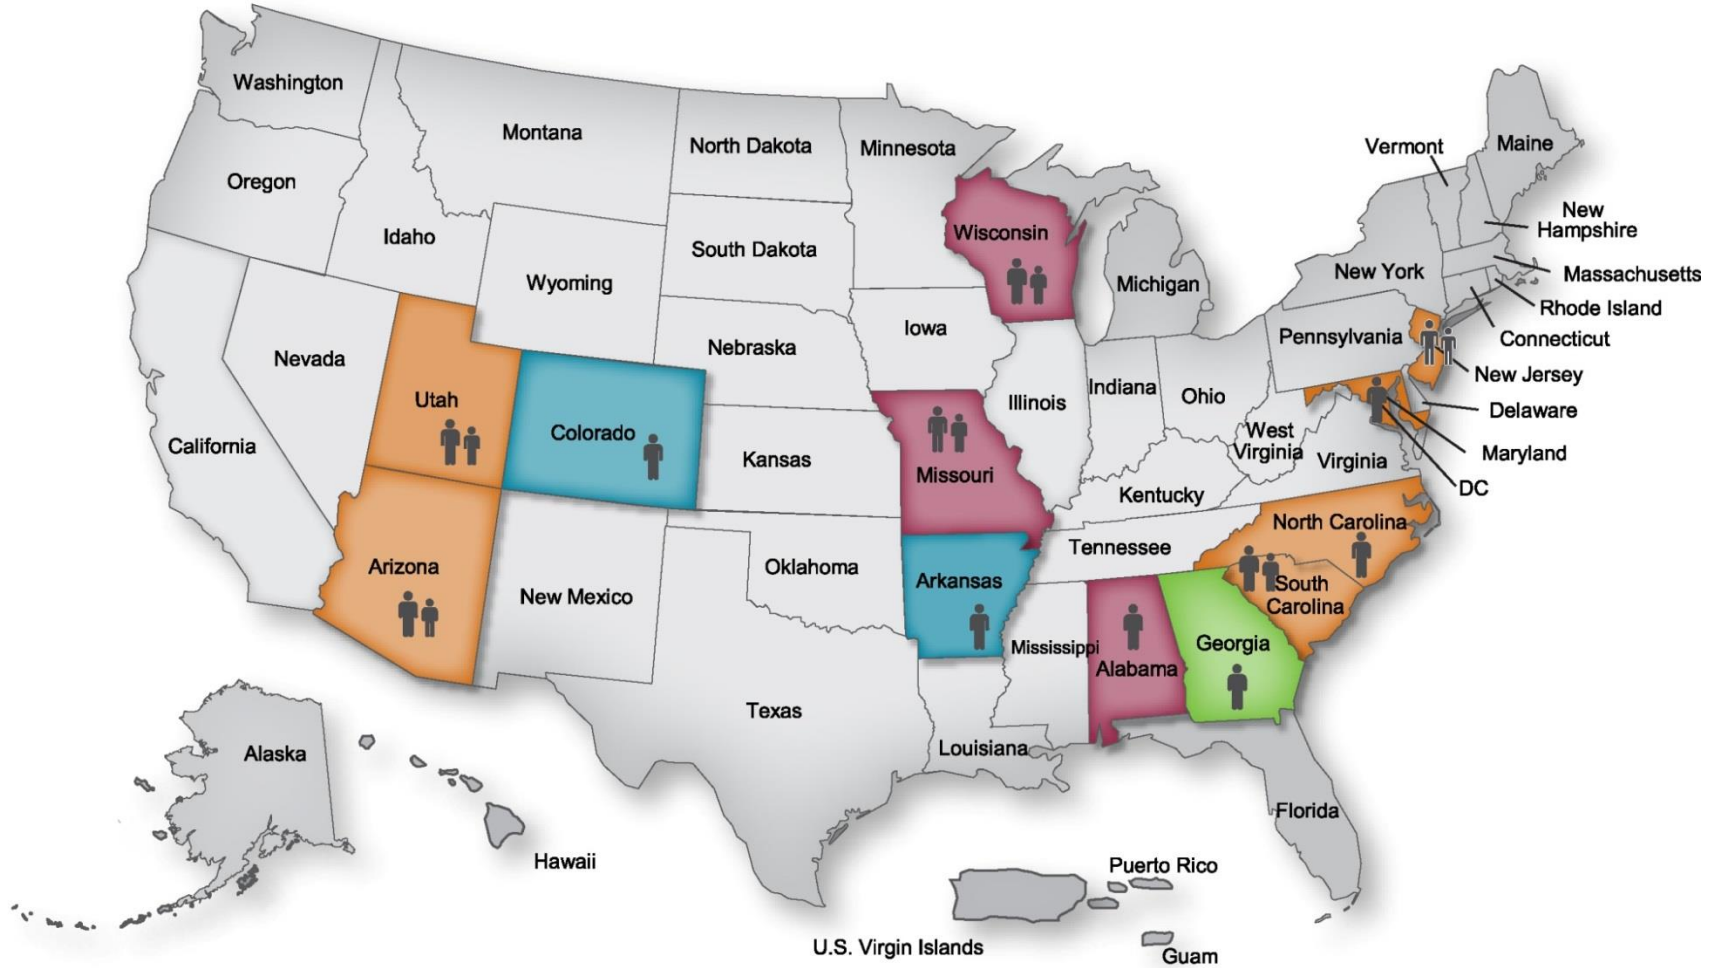 Washington
Montana
North Dakota
Minnesota
Vermont
Maine
Oregon
Idaho
Wyoming
South Dakota
Wisconsin
Michigan
New York
New
Hampshire
Massachusetts
Rhode Island
Connecticut
New Jersey
Delaware
Maryland
DC
Nevada
Utah
Colorado
Nebraska
Iowa
Illinois
Indiana
Ohio
Pennsylvania
West
Virginia
Virginia
California
Kansas
Missouri
Kentucky
North Carolina
Tennessee
South
Carolina
Arizona
New Mexico
Oklahoma
Arkansas
Mississippi
Alabama
Georgia
Texas
Louisiana
Florida
Alaska
Hawaii
Puerto Rico
U.S. Virgin Islands
Guam